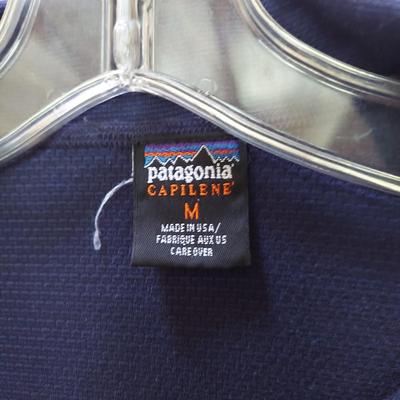 patagonia®
CAPILENE®
M
MADE IN USA/
FABRIQUE AUX US
CARE OVER